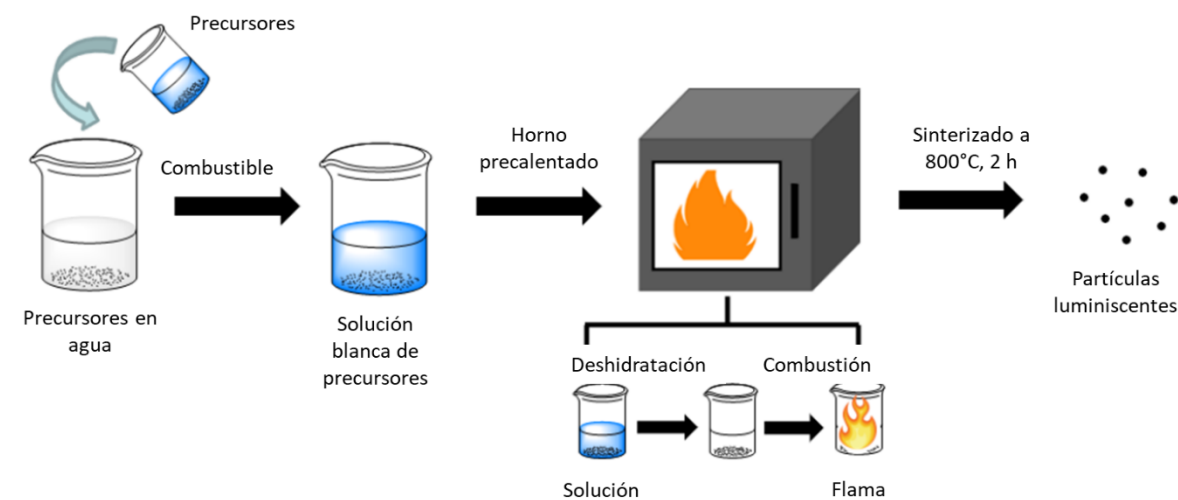 Precursores
Combustible
Precursores en
agua
Solución
blanca de
precursores
Horno
precalentado
Sinterizado a
800°C, 2 h
Partículas
luminiscentes
Deshidratación
Combustión
Solución
Flama